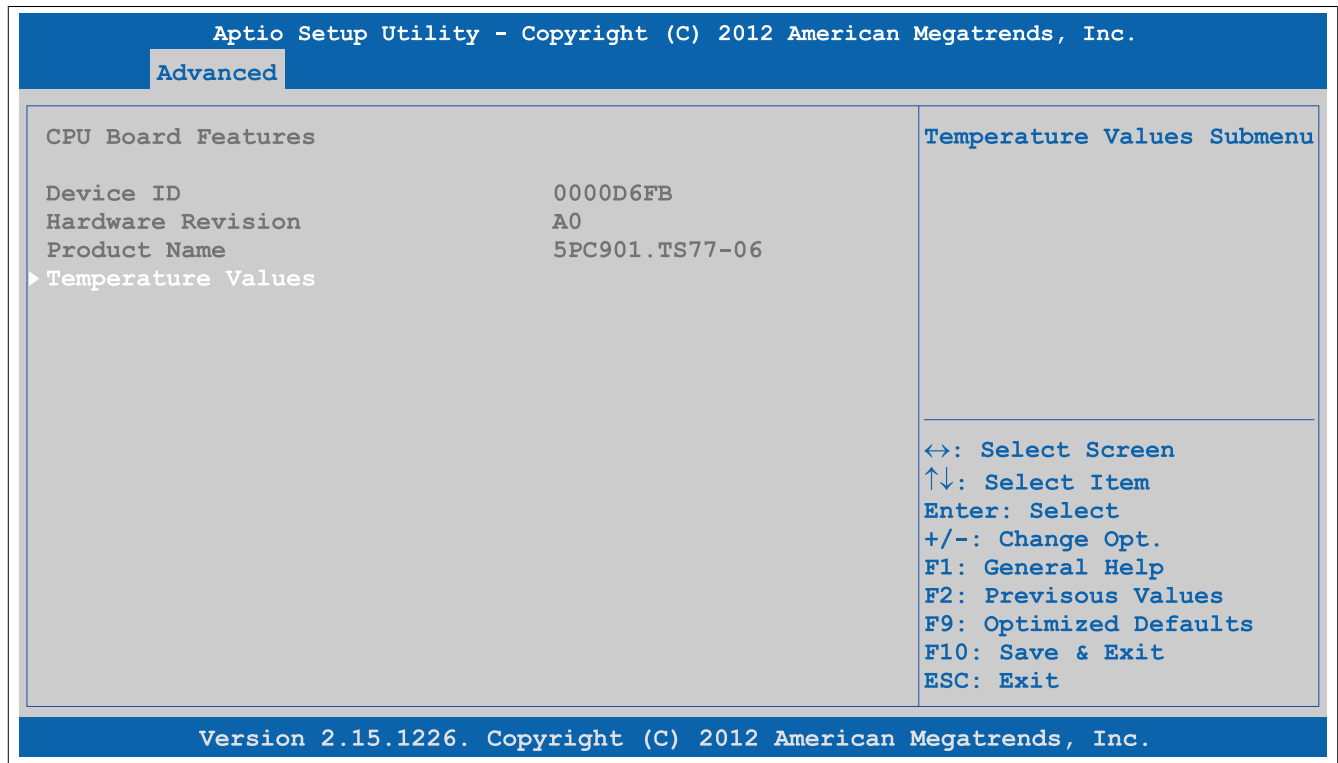 Aptio Setup Utility - Copyright (C) 2012 American Megatrends, Inc.
Advanced
CPU Board Features
Device ID 0000D6FB
Hardware Revision A0
Product Name 5PC901.TS77-06
Temperature Values
Temperature Values Submenu
↔: Select Screen
↑↓: Select Item
Enter: Select
+/-: Change Opt.
F1: General Help
F2: Previsous Values
F9: Optimized Defaults
F10: Save & Exit
ESC: Exit
Version 2.15.1226. Copyright (C) 2012 American Megatrends, Inc.